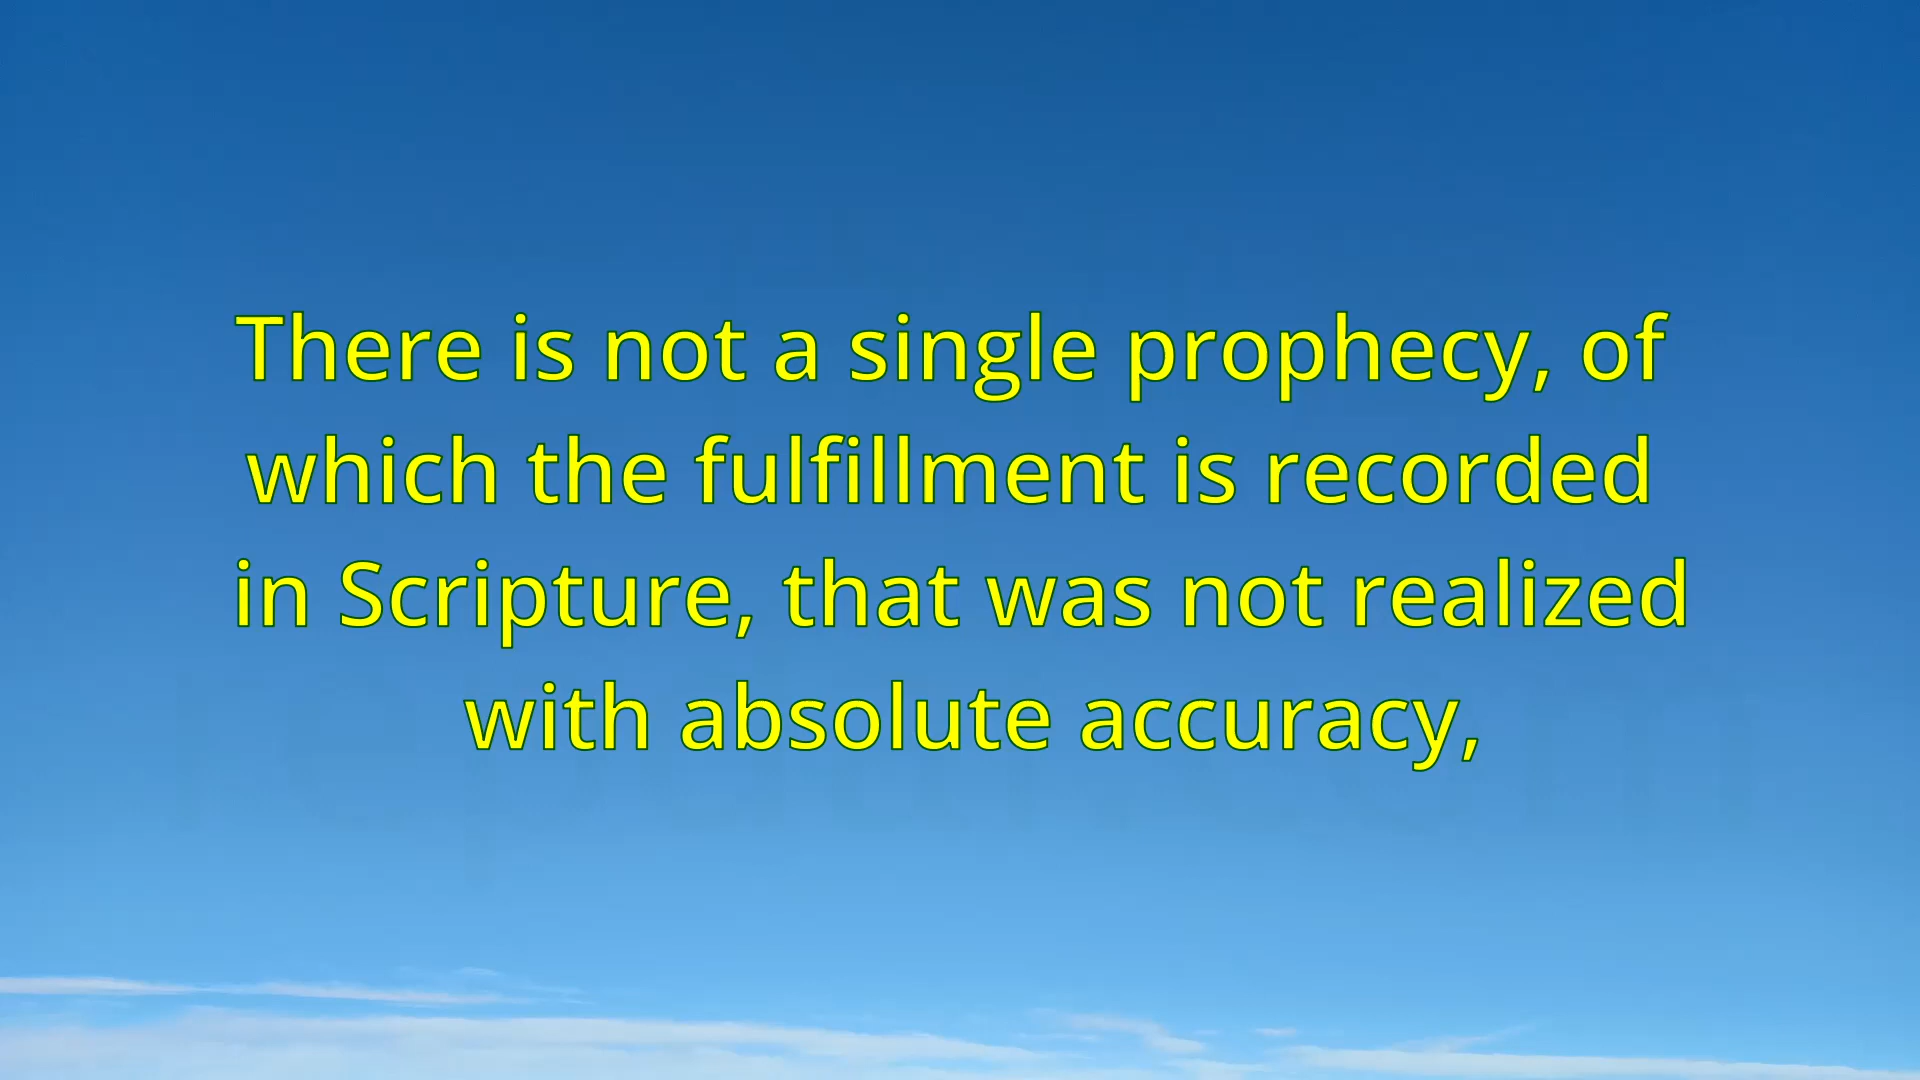 There is not a single prophecy, of
which the fulfillment is recorded
in Scripture, that was not realized
with absolute accuracy,